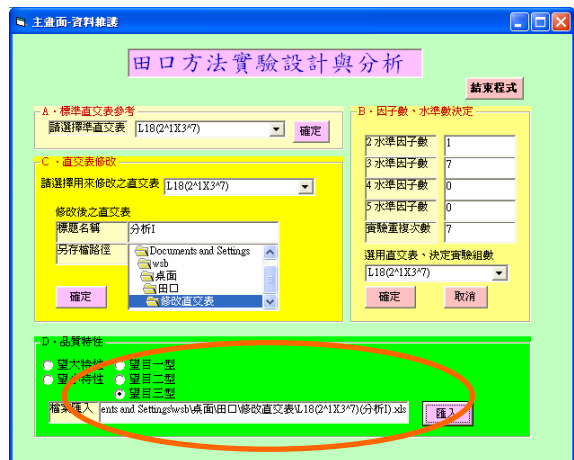 主畫面-資料維護
田口方法實驗設計與分析
結束程式
A．標準直交表參考
請選擇準直交表 L18(2^1X3^7) 確定
C．直交表修改
請選擇用來修改之直交表 L18(2^1X3^7)
修改後之直交表
標題名稱 分析I
另存檔路徑 Documents and Settings
wsb
桌面
田口
修改直交表
確定
B．因子數、水準數決定
2 水準因子數 1
3 水準因子數 7
4 水準因子數 0
5 水準因子數 0
實驗重複次數 7
選用直交表、決定實驗組數
L18(2^1X3^7)
確定 取消
D．品質特性
望大特性 望目一型
望小特性 望目二型
望目三型
檔案匯入 ents and Settings\wsb\桌面\田口\修改直交表\L18(2^1X3^7)(分析I).xls 匯入